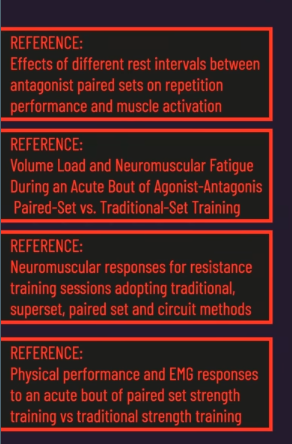 REFERENCE:
Effects of different rest intervals between
antagonist paired sets on repetition
performance and muscle activation
REFERENCE:
Volume Load and Neuromuscular Fatigue
During an Acute Bout of Agonist-Antagonis
Paired-Set vs. Traditional-Set Training
REFERENCE:
Neuromuscular responses for resistance
training sessions adopting traditional,
superset, paired set and circuit methods
REFERENCE:
Physical performance and EMG responses
to an acute bout of paired set strength
training vs traditional strength training